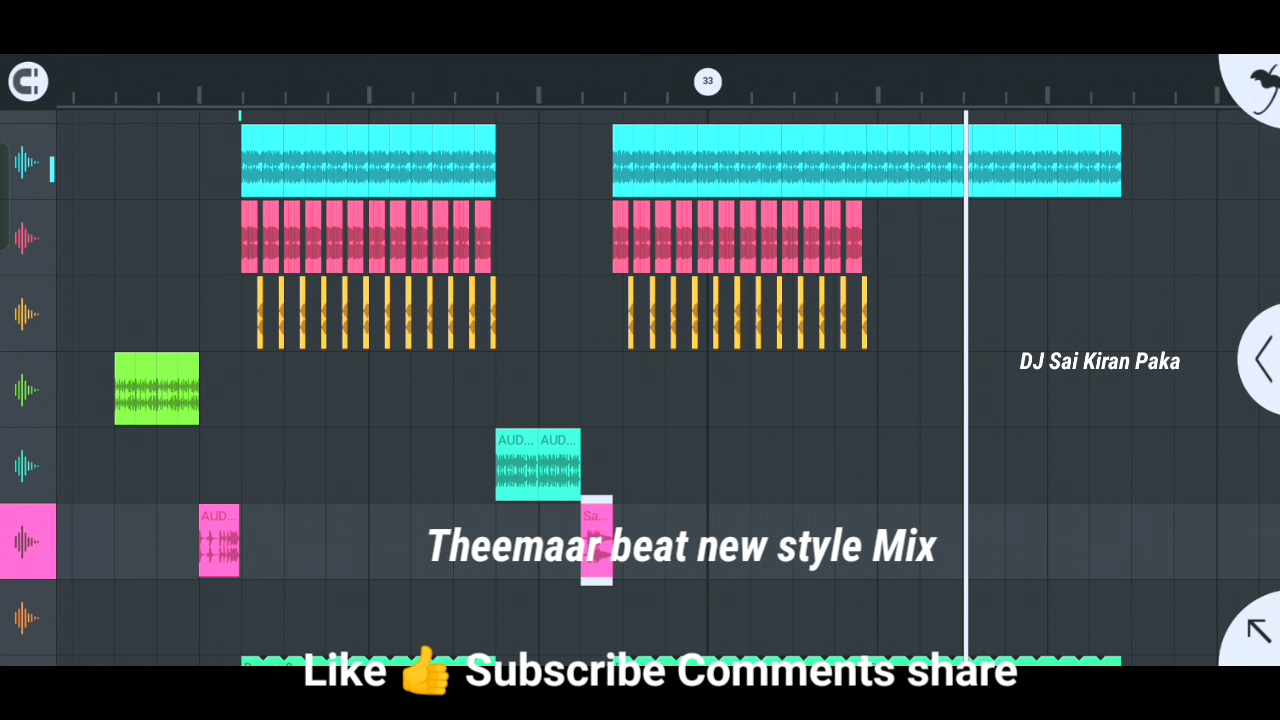 33
DJ Sai Kiran Paka
AUD... AUD...
AUD...
Sa...
Theemaar beat new style Mix
Like 👍 Subscribe Comments share